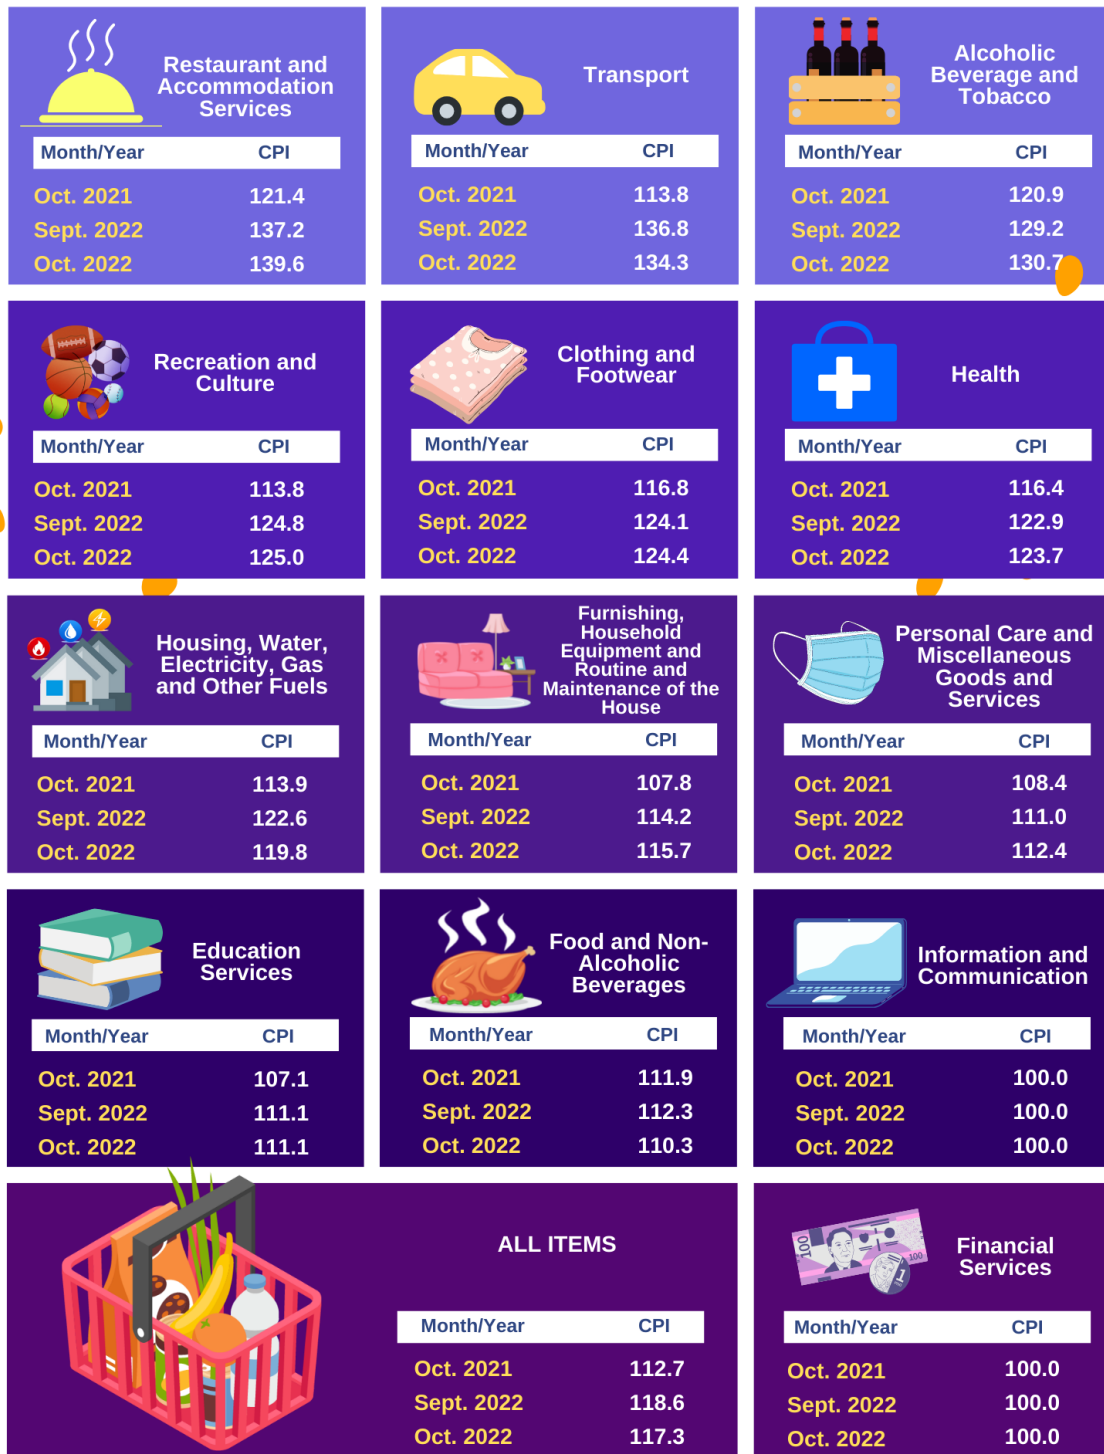 Restaurant and
Accommodation
Services
Month/Year CPI
Oct. 2021 121.4
Sept. 2022 137.2
Oct. 2022 139.6
Transport
Month/Year CPI
Oct. 2021 113.8
Sept. 2022 136.8
Oct. 2022 134.3
Alcoholic
Beverage and
Tobacco
Month/Year CPI
Oct. 2021 120.9
Sept. 2022 129.2
Oct. 2022 130.7
Recreation and
Culture
Month/Year CPI
Oct. 2021 113.8
Sept. 2022 124.8
Oct. 2022 125.0
Clothing and
Footwear
Month/Year CPI
Oct. 2021 116.8
Sept. 2022 124.1
Oct. 2022 124.4
Health
Month/Year CPI
Oct. 2021 116.4
Sept. 2022 122.9
Oct. 2022 123.7
Housing, Water,
Electricity, Gas
and Other Fuels
Month/Year CPI
Oct. 2021 113.9
Sept. 2022 122.6
Oct. 2022 119.8
Furnishing,
Household
Equipment and
Routine and
Maintenance of the
House
Month/Year CPI
Oct. 2021 107.8
Sept. 2022 114.2
Oct. 2022 115.7
Personal Care and
Miscellaneous
Goods and
Services
Month/Year CPI
Oct. 2021 108.4
Sept. 2022 111.0
Oct. 2022 112.4
Education
Services
Month/Year CPI
Oct. 2021 107.1
Sept. 2022 111.1
Oct. 2022 111.1
Food and Non-
Alcoholic
Beverages
Month/Year CPI
Oct. 2021 111.9
Sept. 2022 112.3
Oct. 2022 110.3
Information and
Communication
Month/Year CPI
Oct. 2021 100.0
Sept. 2022 100.0
Oct. 2022 100.0
ALL ITEMS
Month/Year CPI
Oct. 2021 112.7
Sept. 2022 118.6
Oct. 2022 117.3
100
100
1
Financial
Services
Month/Year CPI
Oct. 2021 100.0
Sept. 2022 100.0
Oct. 2022 100.0